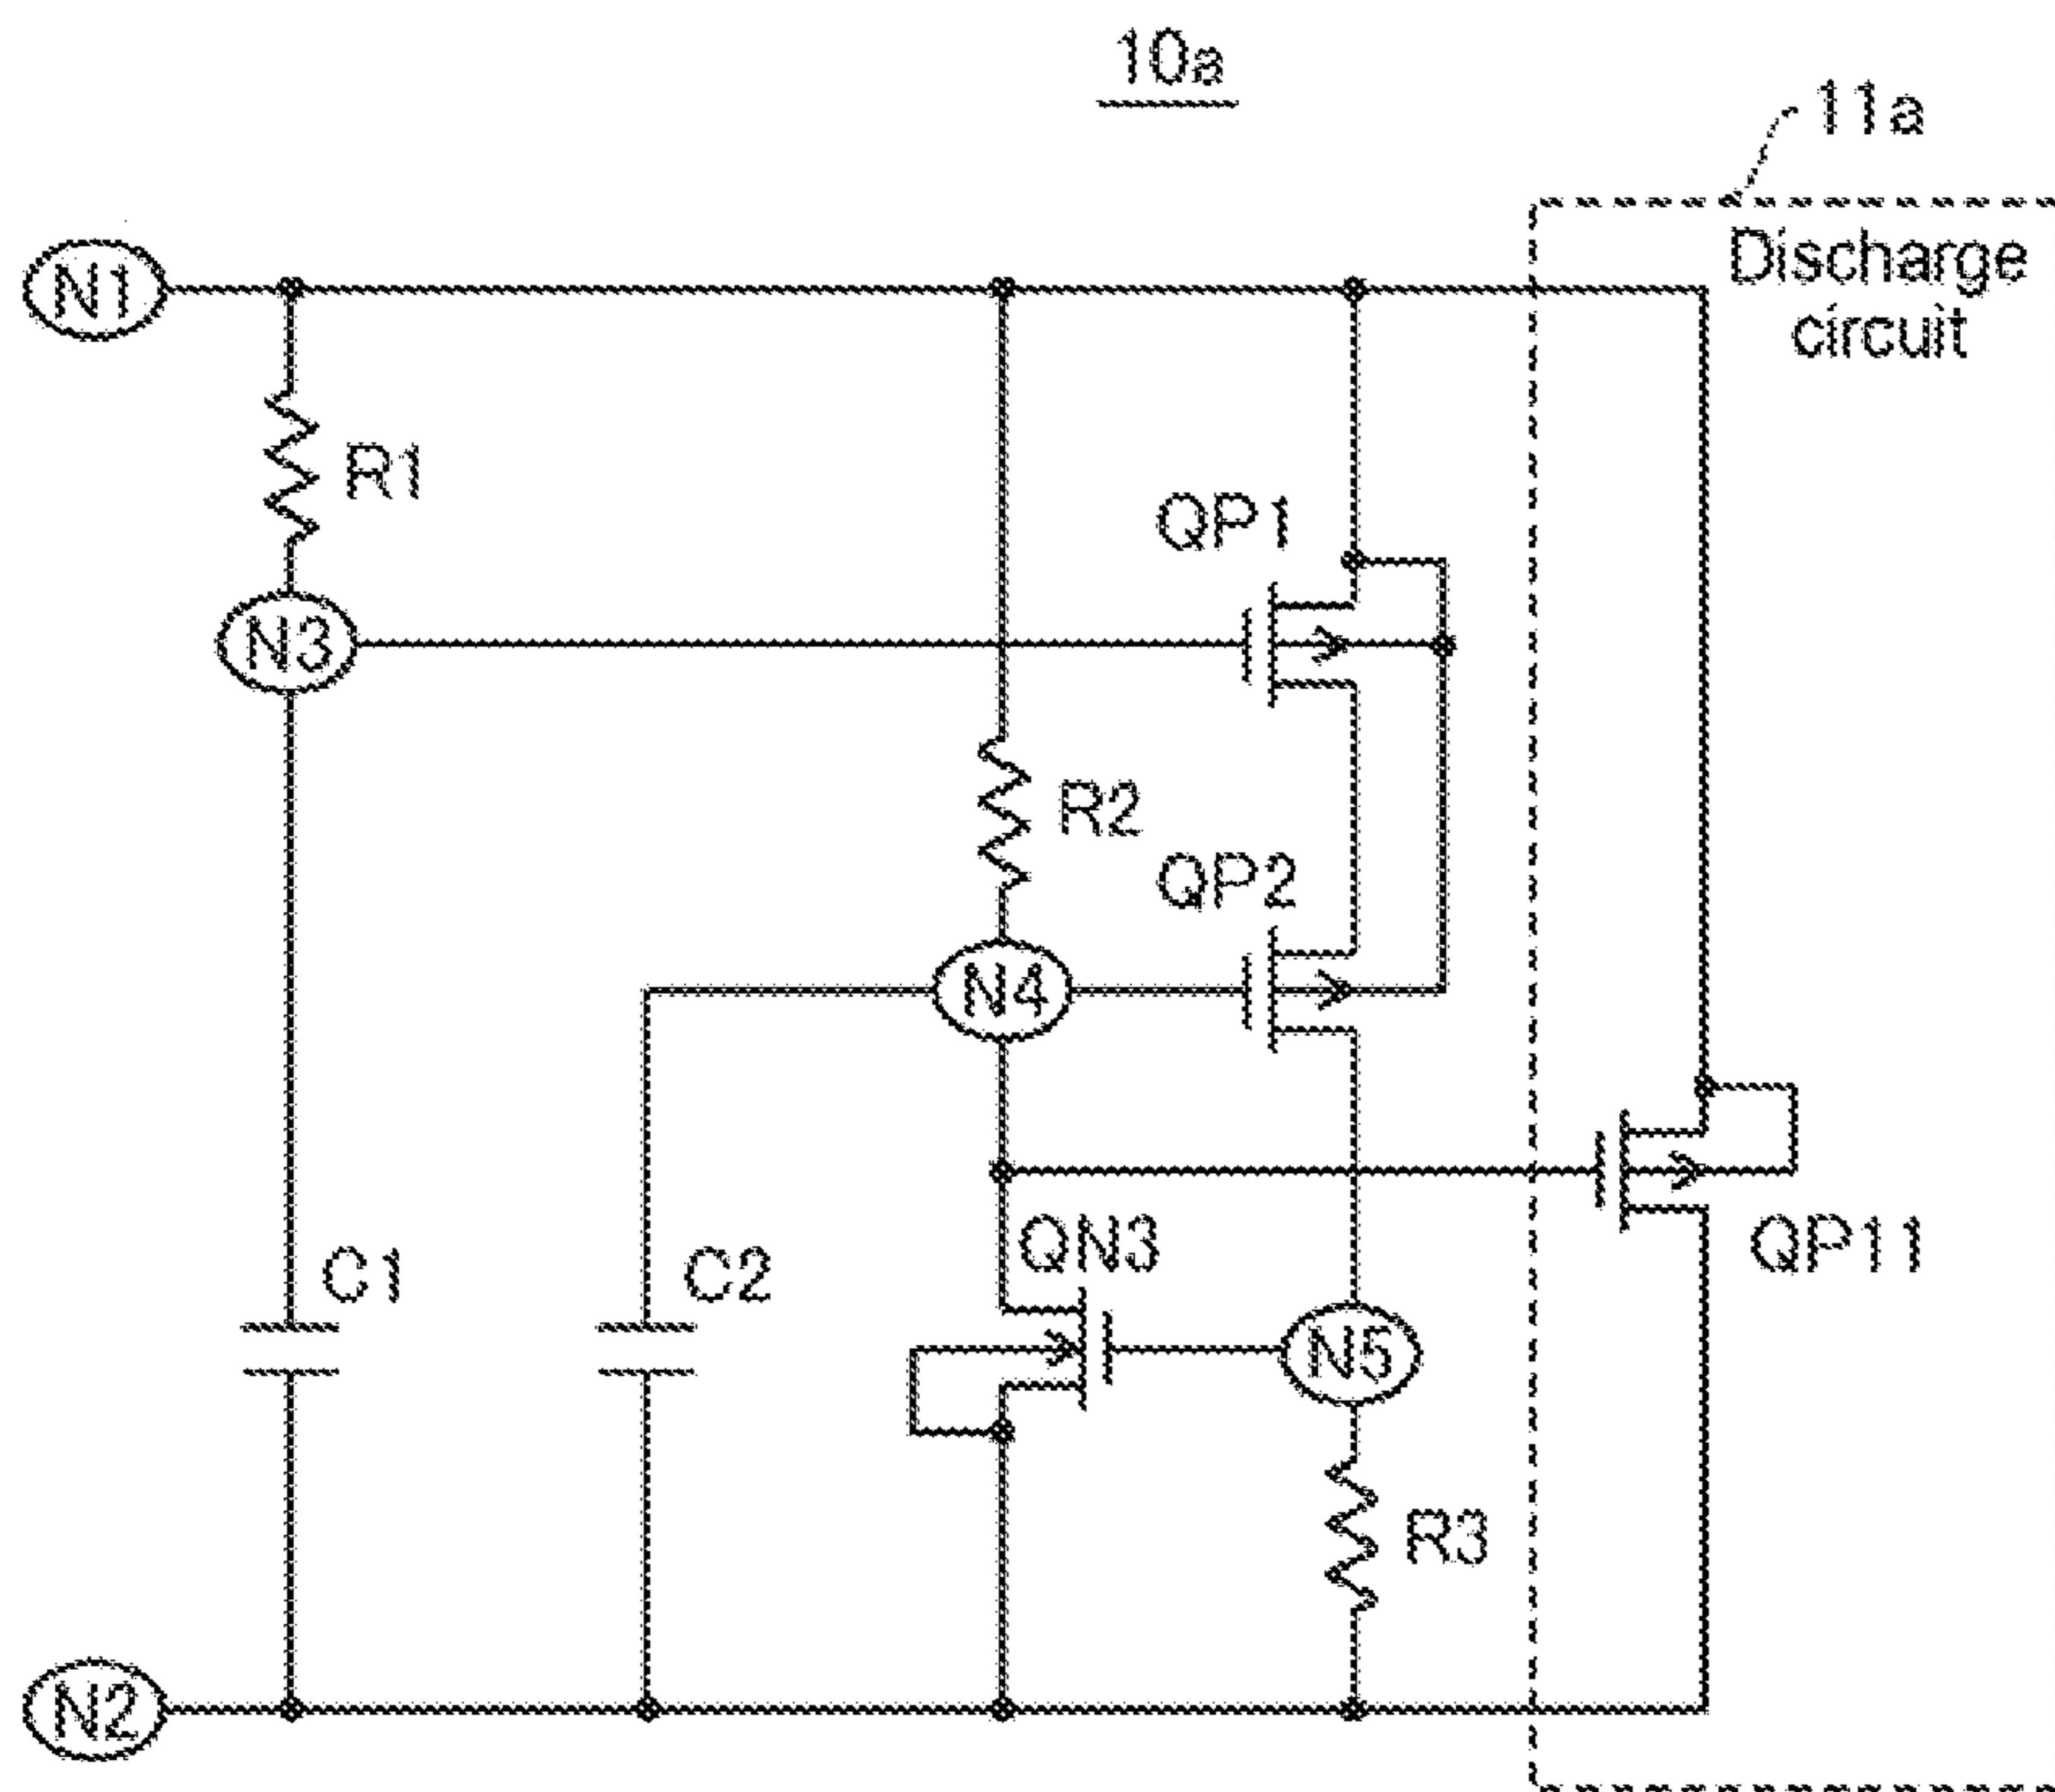 10a
11a
Discharge
circuit
N1
R1
QP1
N3
R2
QP2
N4
QN3
QP11
C1
C2
N5
R3
N2